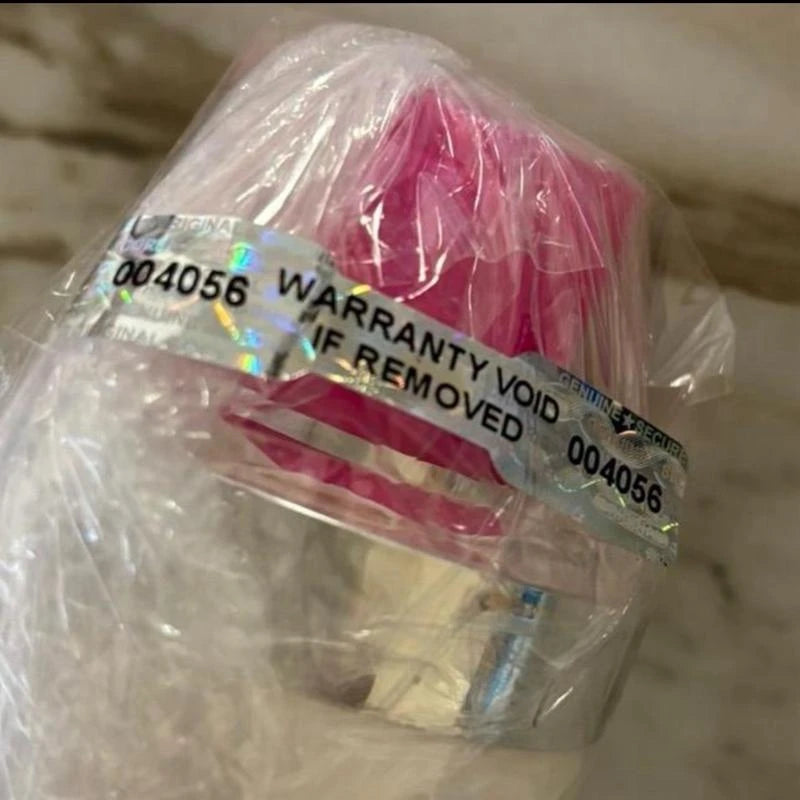 004056
WARRANTY VOID
IF REMOVED
GENUINE★SECURE
004056